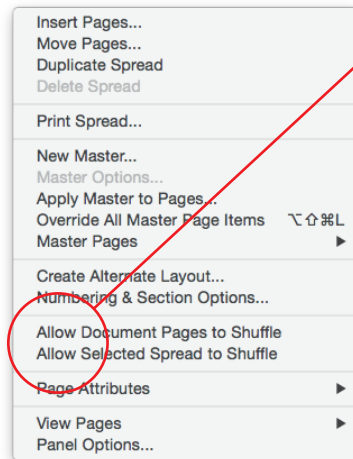 Insert Pages...
Move Pages...
Duplicate Spread
Delete Spread
Print Spread...
New Master...
Master Options...
Apply Master to Pages...
Override All Master Page Items ⌥⇧⌘L
Master Pages ▶
Create Alternate Layout...
Numbering & Section Options...
Allow Document Pages to Shuffle
Allow Selected Spread to Shuffle
Page Attributes ▶
View Pages ▶
Panel Options...